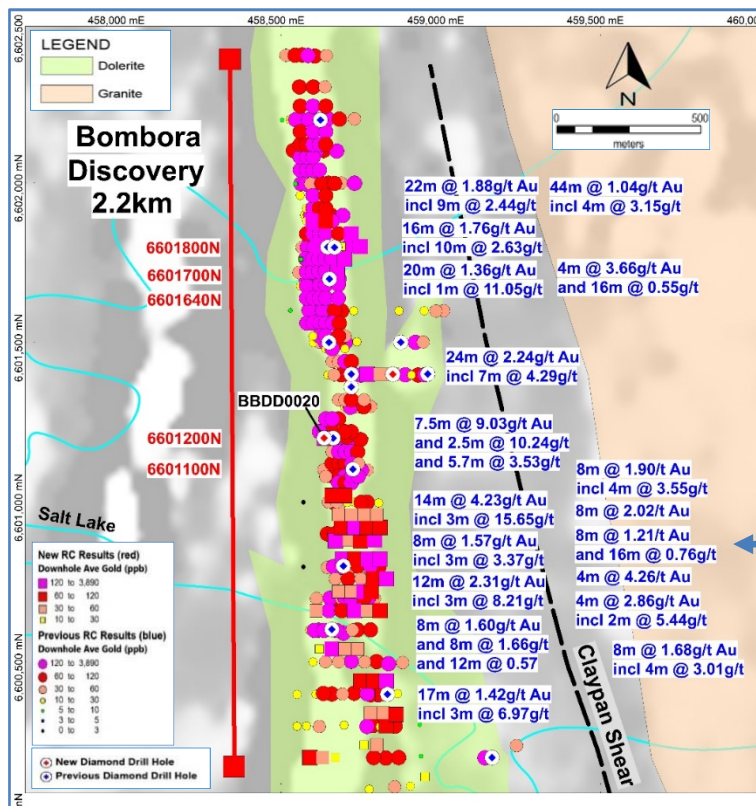 458,000 mE
458,500 mE
459,000 mE
459,500 mE
460,00
6,602,500
6,602,000 mN
6,601,500 mN
6,601,000 mN
6,600,500 mN
mN
LEGEND
Dolerite
Granite
N
0
500
meters
Bombora
Discovery
2.2km
6601800N
6601700N
6601640N
6601200N
6601100N
BBDD0020
Salt Lake
Claypan Shear
22m @ 1.88g/t Au
incl 9m @ 2.44g/t
44m @ 1.04g/t Au
incl 4m @ 3.15g/t
16m @ 1.76g/t Au
incl 10m @ 2.63g/t
20m @ 1.36g/t Au
incl 1m @ 11.05g/t
4m @ 3.66g/t Au
and 16m @ 0.55g/t
24m @ 2.24g/t Au
incl 7m @ 4.29g/t
7.5m @ 9.03g/t Au
and 2.5m @ 10.24g/t
and 5.7m @ 3.53g/t
8m @ 1.90/t Au
incl 4m @ 3.55g/t
14m @ 4.23g/t Au
incl 3m @ 15.65g/t
8m @ 2.02/t Au
8m @ 1.57g/t Au
incl 3m @ 3.37g/t
8m @ 1.21/t Au
and 16m @ 0.76g/t
12m @ 2.31g/t Au
incl 3m @ 8.21g/t
4m @ 4.26/t Au
4m @ 2.86g/t Au
incl 2m @ 5.44g/t
8m @ 1.60g/t Au
and 8m @ 1.66g/t
and 12m @ 0.57
8m @ 1.68g/t Au
incl 4m @ 3.01g/t
17m @ 1.42g/t Au
incl 3m @ 6.97g/t
New RC Results (red)
Downhole Ave Gold (ppb)
120 to 3,890
60 to 120
30 to 60
10 to 30
Previous RC Results (blue)
Downhole Ave Gold (ppb)
120 to 3,890
60 to 120
30 to 60
10 to 30
5 to 10
3 to 5
0 to 3
New Diamond Drill Hole
Previous Diamond Drill Hole